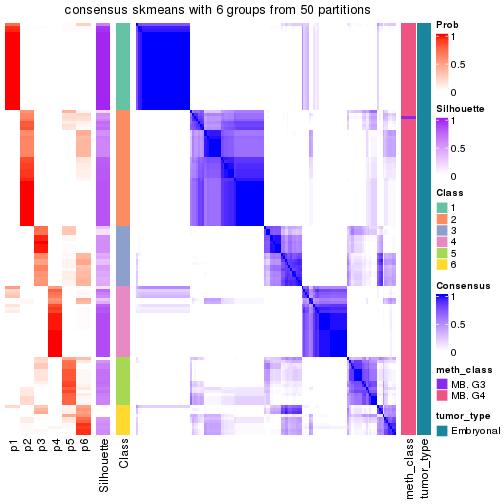 consensus skmeans with 6 groups from 50 partitions
Prob
1
0.5
0
Silhouette
1
0.5
0
Class
1
2
3
4
5
6
Consensus
1
0.5
0
meth_class
MB. G3
MB. G4
tumor_type
Embryonal
p1
p2
p3
p4
p5
p6
Silhouette
Class
meth_class
tumor_type